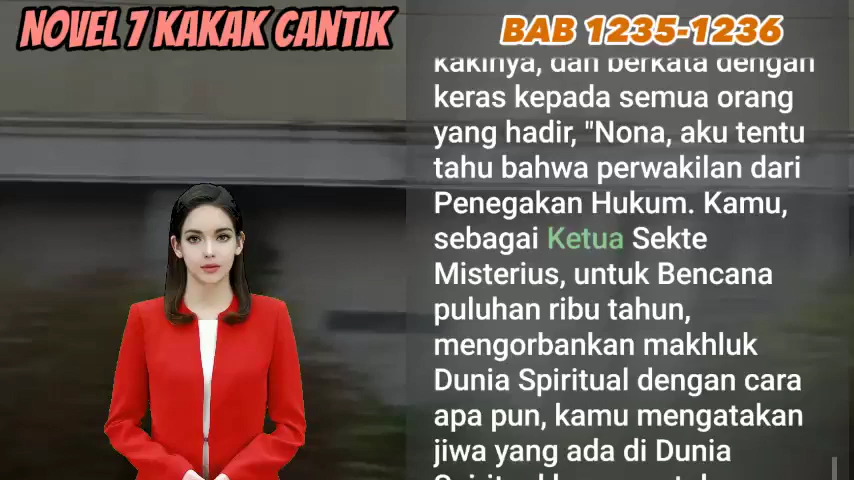 NOVEL 7 KAKAK CANTIK
BAB 1235-1236
kakinya, dan berkata dengan
keras kepada semua orang
yang hadir, "Nona, aku tentu
tahu bahwa perwakilan dari
Penegakan Hukum. Kamu,
sebagai Ketua Sekte
Misterius, untuk Bencana
puluhan ribu tahun,
mengorbankan makhluk
Dunia Spiritual dengan cara
apa pun, kamu mengatakan
jiwa yang ada di Dunia